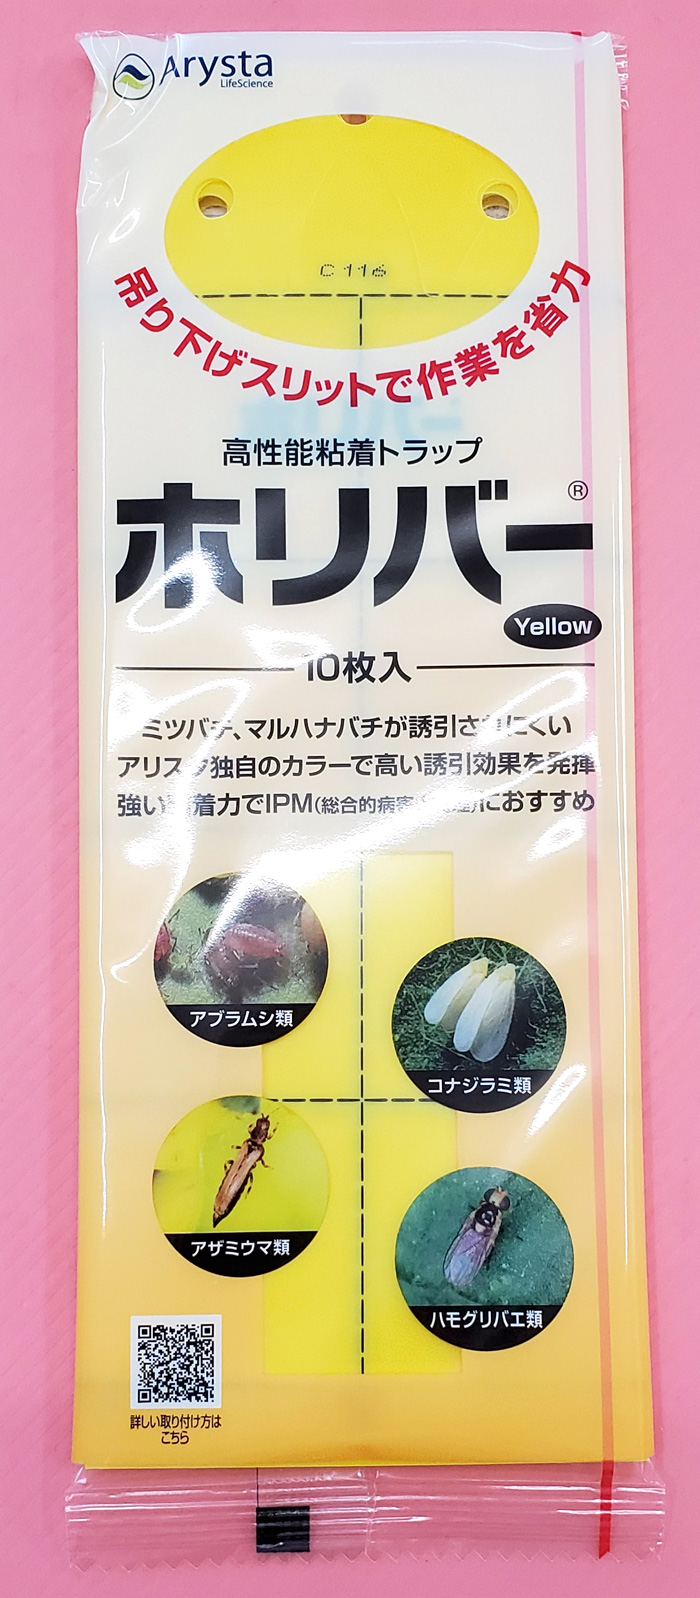 Arysta
LifeScience
C 116
吊り下げスリットで作業を省力
高性能粘着トラップ
ホリバー®
Yellow
10枚入
ミツバチ、マルハナバチが誘引されにくい
アリスタ独自のカラーで高い誘引効果を発揮
強い 着力でIPM(総合的病害 )におすすめ
アブラムシ類
コナジラミ類
アザミウマ類
ハモグリバエ類
詳しい取り付け方は
こちら